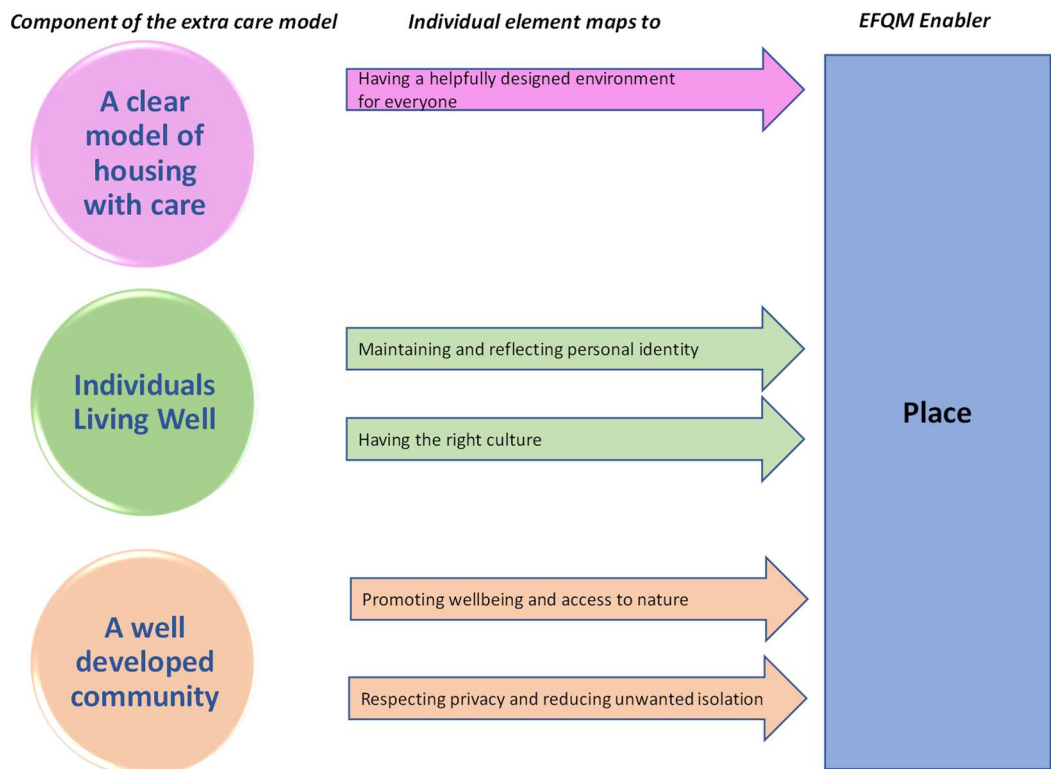 Component of the extra care model
Individual element maps to
EFQM Enabler
A clear
model of
housing
with care
Having a helpfully designed environment
for everyone
Individuals
Living Well
Maintaining and reflecting personal identity
Having the right culture
Place
A well
developed
community
Promoting wellbeing and access to nature
Respecting privacy and reducing unwanted isolation